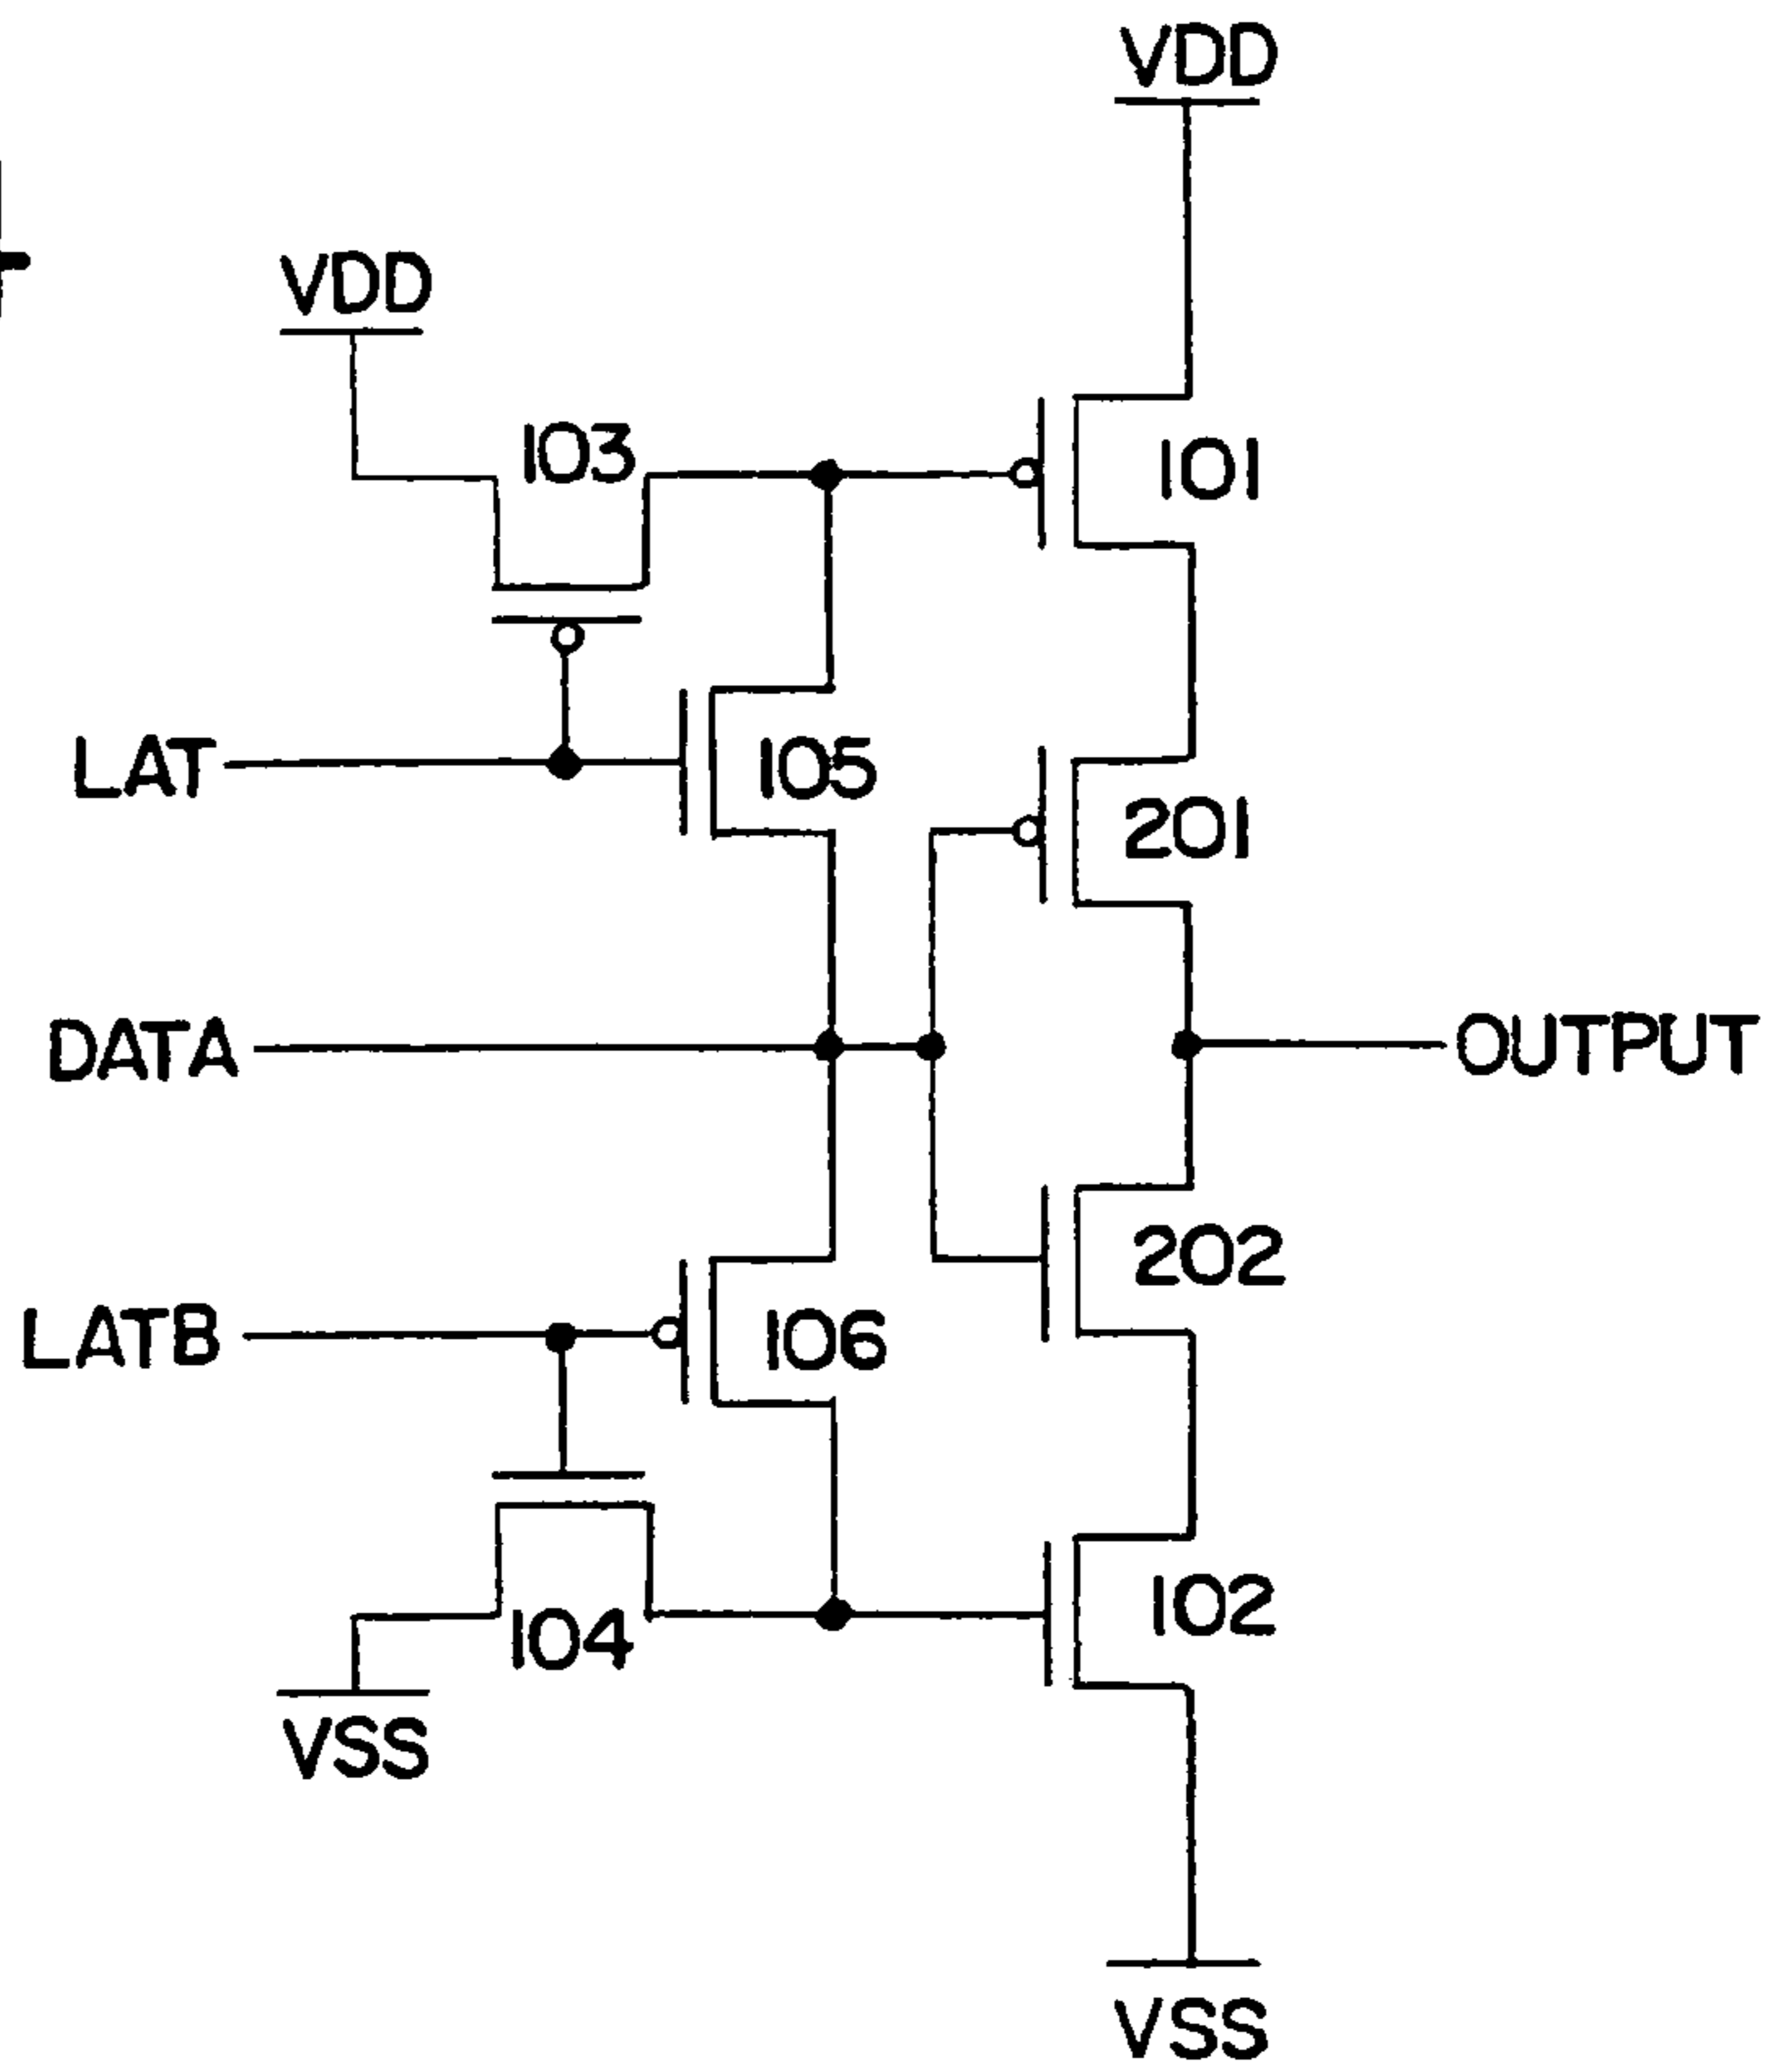 VDD
VDD
103
101
LAT
105
201
DATA
OUTPUT
202
LATB
106
102
104
VSS
VSS